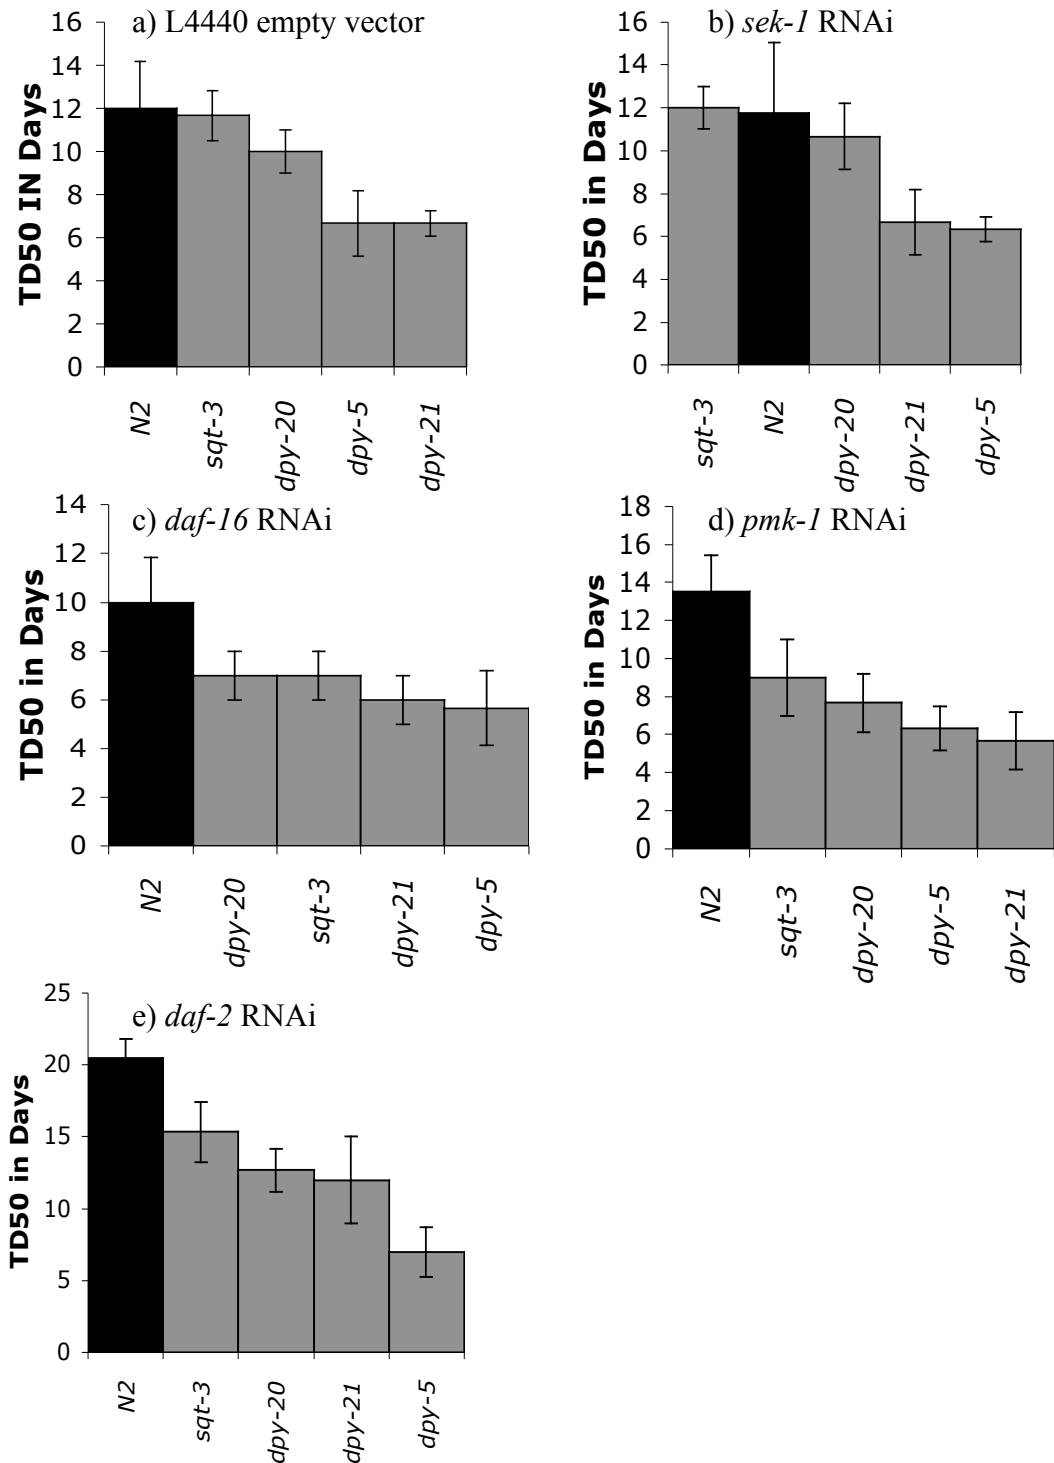 a) L4440 empty vector
TD50 IN Days
16
14
12
10
8
6
4
2
0
N2
sqt-3
dpy-20
dpy-5
dpy-21
b) sek-1 RNAi
TD50 in Days
16
14
12
10
8
6
4
2
0
sqt-3
N2
dpy-20
dpy-21
dpy-5
c) daf-16 RNAi
TD50 in Days
14
12
10
8
6
4
2
0
N2
dpy-20
sqt-3
dpy-21
dpy-5
d) pmk-1 RNAi
TD50 in Days
18
16
14
12
10
8
6
4
2
0
N2
sqt-3
dpy-20
dpy-5
dpy-21
e) daf-2 RNAi
TD50 in Days
25
20
15
10
5
0
N2
sqt-3
dpy-20
dpy-21
dpy-5